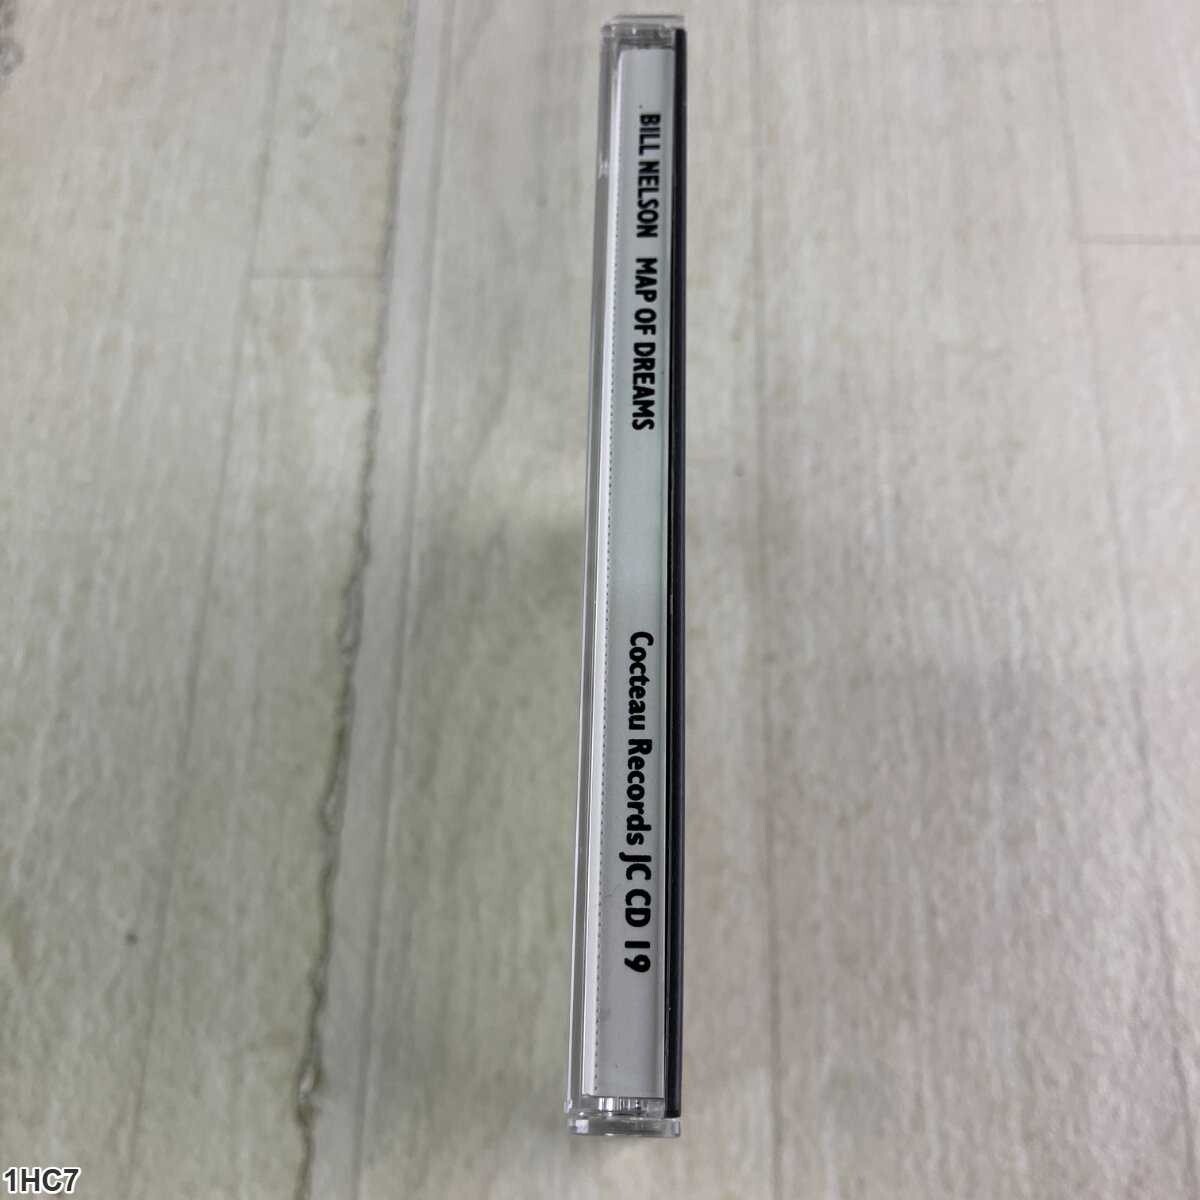 BILL NELSON MAP OF DREAMS Cocteau Records JC CD 19
1HC7